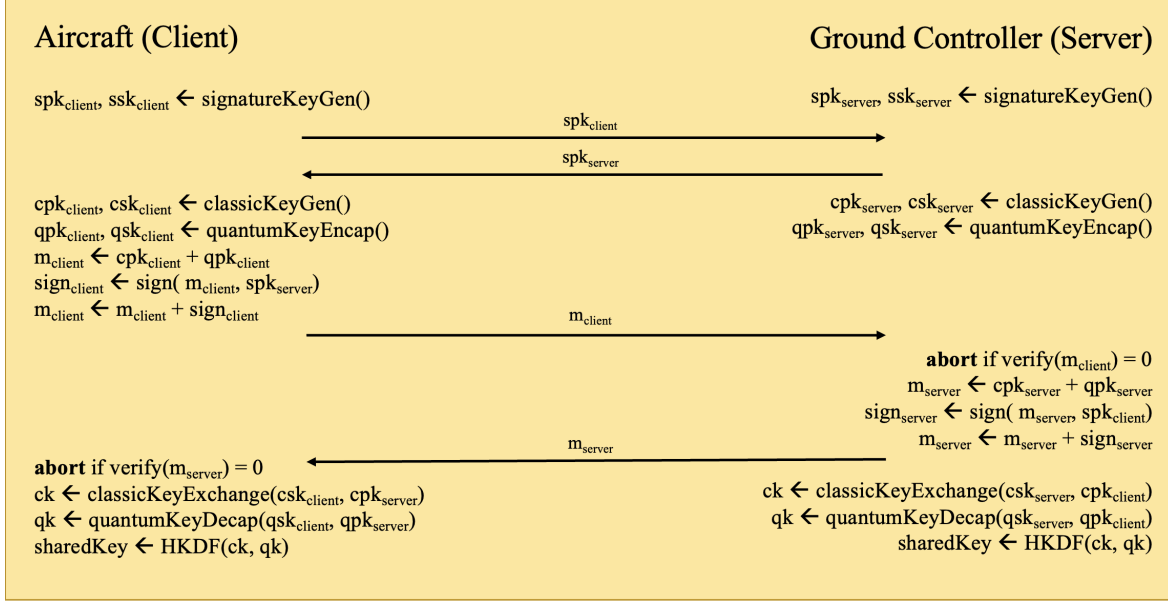 Aircraft (Client)
Ground Controller (Server)
spk_client, ssk_client ← signatureKeyGen()
spk_server, ssk_server ← signatureKeyGen()
spk_client
spk_server
cpk_client, csk_client ← classicKeyGen()
qpk_client, qsk_client ← quantumKeyEncap()
m_client ← cpk_client + qpk_client
sign_client ← sign( m_client, spk_server)
m_client ← m_client + sign_client
cpk_server, csk_server ← classicKeyGen()
qpk_server, qsk_server ← quantumKeyEncap()
m_client
abort if verify(m_client) = 0
m_server ← cpk_server + qpk_server
sign_server ← sign( m_server, spk_client)
m_server ← m_server + sign_server
m_server
abort if verify(m_server) = 0
ck ← classicKeyExchange(csk_client, cpk_server)
qk ← quantumKeyDecap(qsk_client, qpk_server)
sharedKey ← HKDF(ck, qk)
ck ← classicKeyExchange(csk_server, cpk_client)
qk ← quantumKeyDecap(qsk_server, qpk_client)
sharedKey ← HKDF(ck, qk)